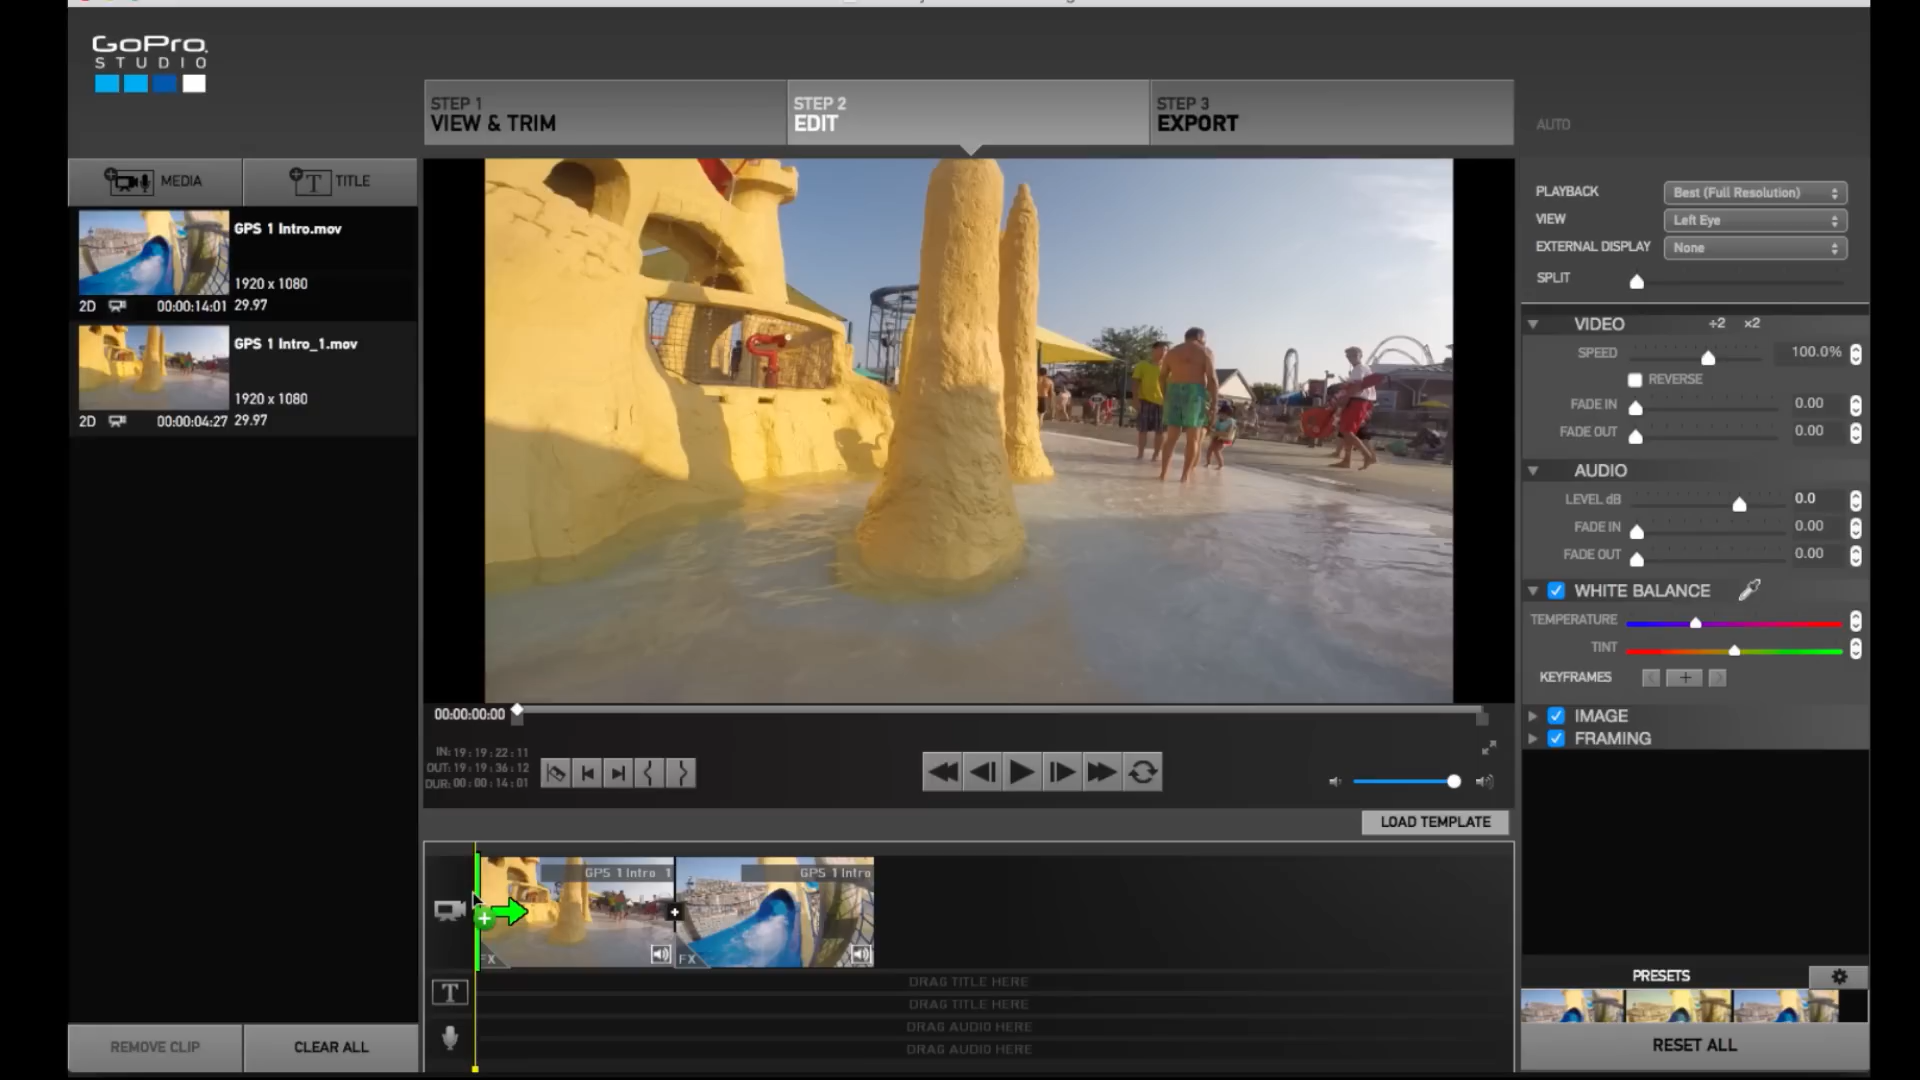 GoPro
STUDIO
STEP 1
VIEW & TRIM
STEP 2
EDIT
STEP 3
EXPORT
AUTO
MEDIA
T TITLE
GPS 1 Intro.mov
1920 x 1080
2D 00:00:14:01 29.97
GPS 1 Intro_1.mov
1920 x 1080
2D 00:00:04:27 29.97
PLAYBACK Best (Full Resolution)
VIEW Left Eye
EXTERNAL DISPLAY None
SPLIT
VIDEO ÷2 x2
SPEED 100.0%
REVERSE
FADE IN 0.00
FADE OUT 0.00
AUDIO
LEVEL dB 0.0
FADE IN 0.00
FADE OUT 0.00
WHITE BALANCE
TEMPERATURE
TINT
KEYFRAMES
IMAGE
FRAMING
00:00:00:00
IN: 19:19:22:11
OUT: 19:19:36:12
DUR: 00:00:14:01
LOAD TEMPLATE
GPS 1 Intro 1
GPS 1 Intro
FX
FX
T
DRAG TITLE HERE
DRAG TITLE HERE
DRAG AUDIO HERE
DRAG AUDIO HERE
PRESETS
RESET ALL
REMOVE CLIP
CLEAR ALL